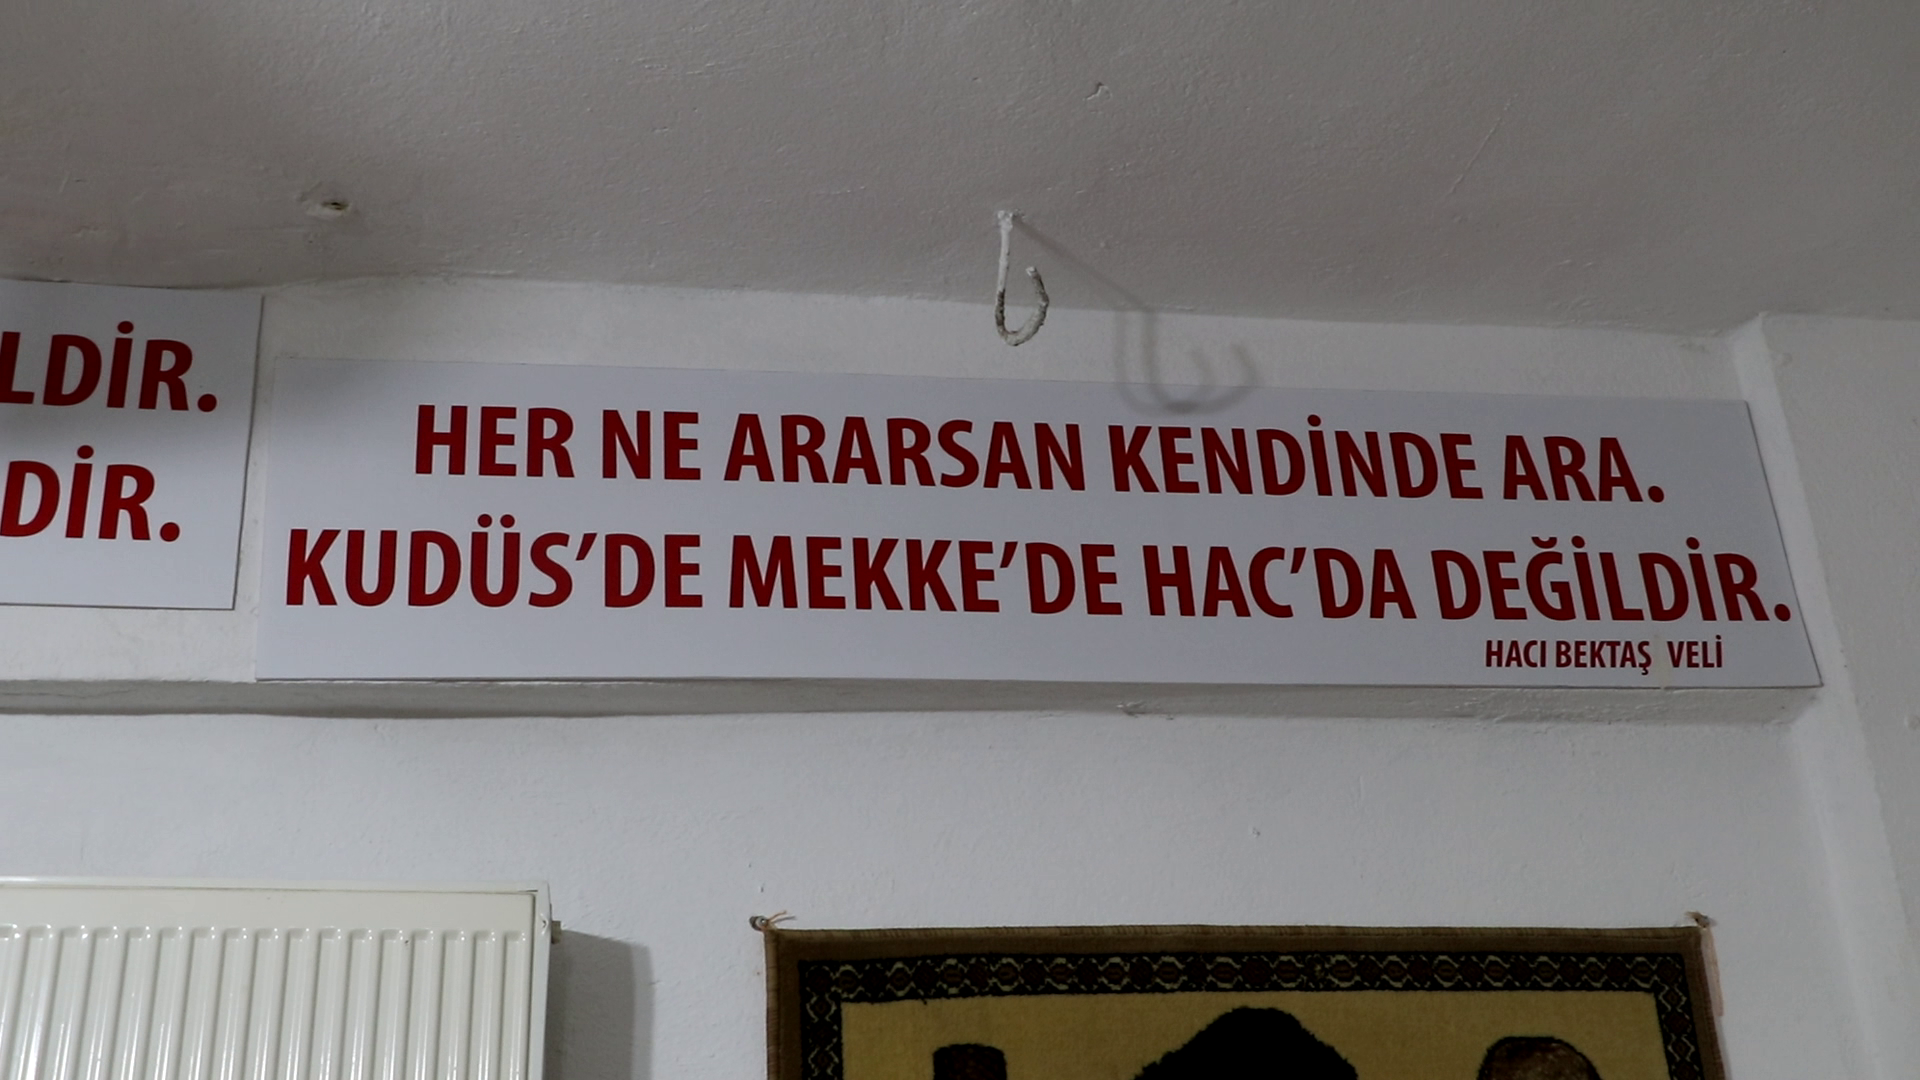 LDİR.
DİR.
HER NE ARARSAN KENDİNDE ARA.
KUDÜS'DE MEKKE'DE HAC'DA DEĞİLDİR.
HACI BEKTAŞ VELİ